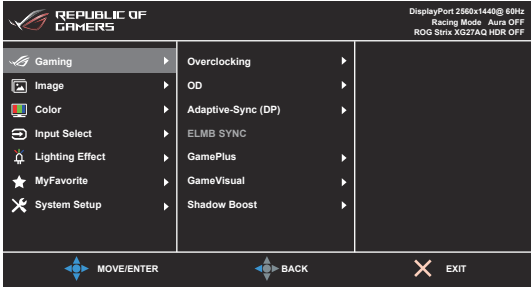 REPUBLIC OF
GAMERS
DisplayPort 2560x1440@ 60Hz
Racing Mode Aura OFF
ROG Strix XG27AQ HDR OFF
Gaming
Image
Color
Input Select
Lighting Effect
MyFavorite
System Setup
Overclocking
OD
Adaptive-Sync (DP)
ELMB SYNC
GamePlus
GameVisual
Shadow Boost
MOVE/ENTER
BACK
EXIT